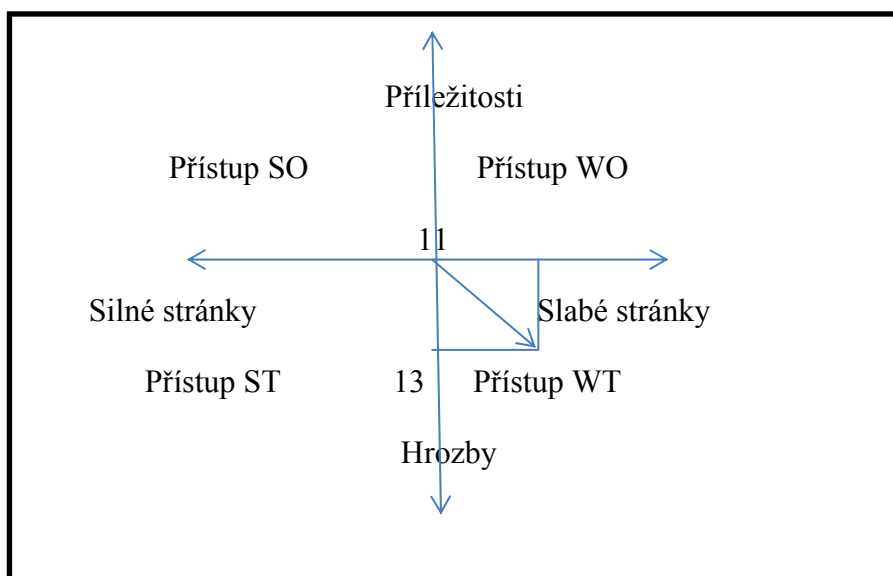 Příležitosti
Přístup SO Přístup WO
11
Silné stránky Slabé stránky
Přístup ST 13 Přístup WT
Hrozby